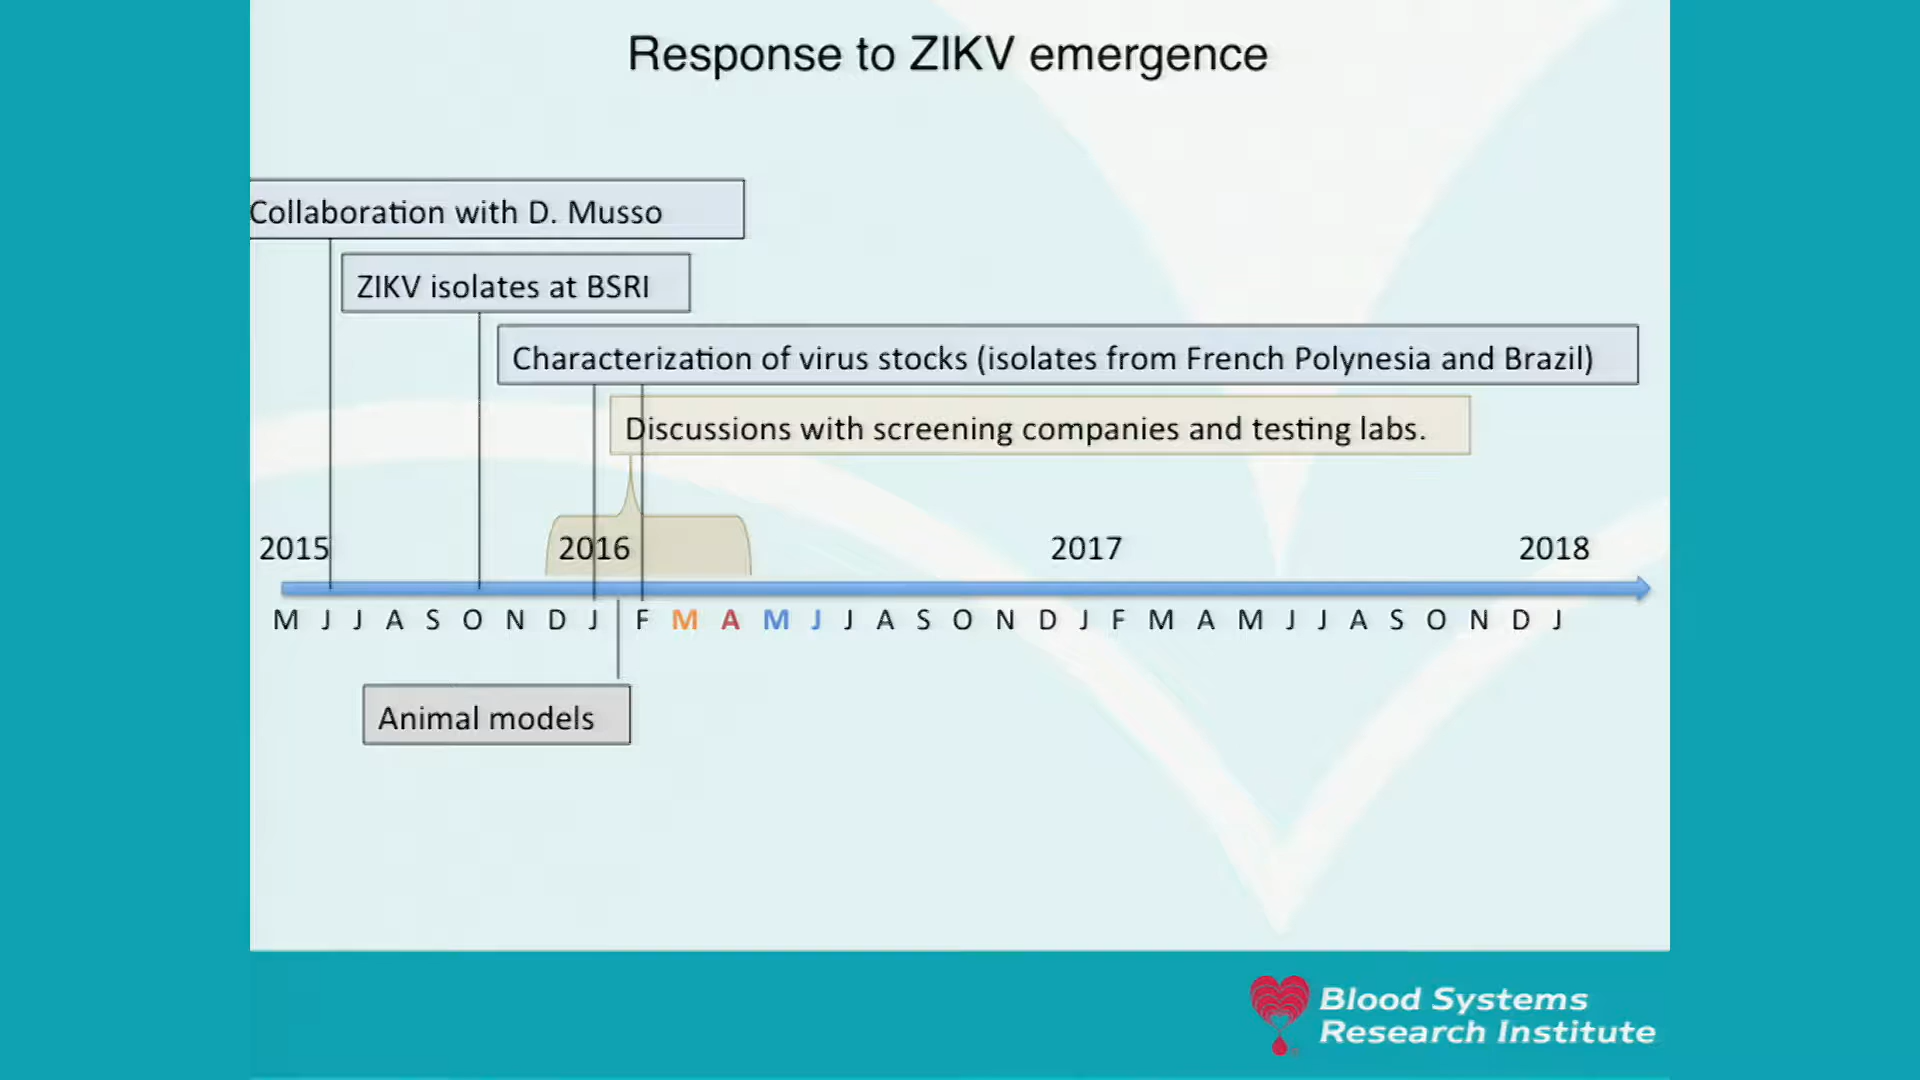 Response to ZIKV emergence
Collaboration with D. Musso
ZIKV isolates at BSRI
Characterization of virus stocks (isolates from French Polynesia and Brazil)
Discussions with screening companies and testing labs.
2015 2016 2017 2018
M J J A S O N D J F M A M J J A S O N D J F M A M J J A S O N D J
Animal models
Blood Systems
Research Institute